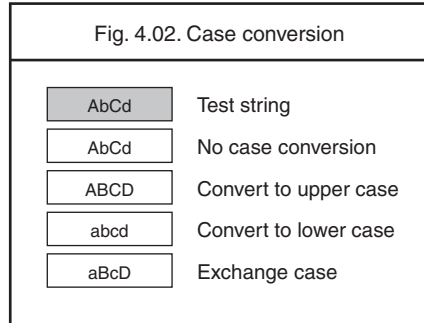 Fig. 4.02. Case conversion
AbCd Test string
AbCd No case conversion
ABCD Convert to upper case
abcd Convert to lower case
aBcD Exchange case